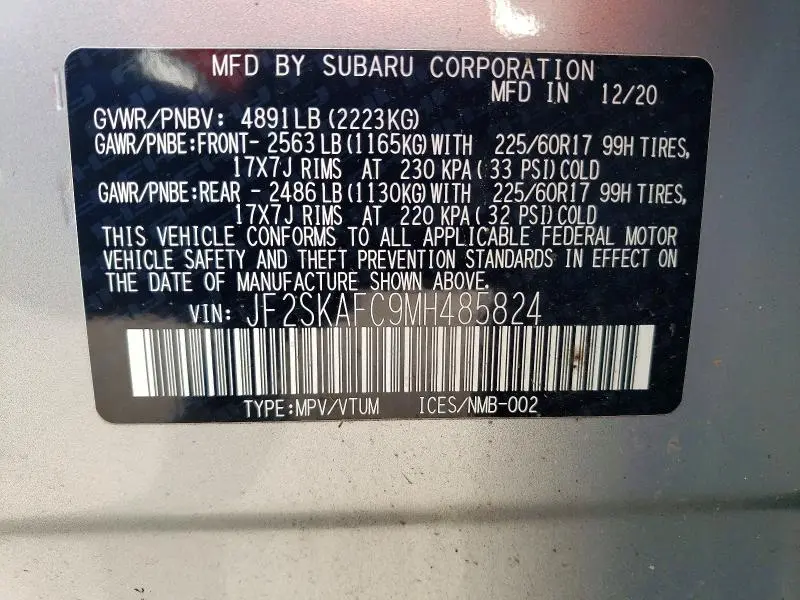 MFD BY SUBARU CORPORATION
MFD IN 12/20
GVWR/PNBV: 4891LB (2223KG)
GAWR/PNBE:FRONT- 2563LB (1165KG)WITH 225/60R17 99H TIRES,
17X7J RIMS AT 230 KPA( 33 PSI)COLD
GAWR/PNBE:REAR - 2486LB (1130KG)WITH 225/60R17 99H TIRES,
17X7J RIMS AT 220 KPA( 32 PSI)COLD
THIS VEHICLE CONFORMS TO ALL APPLICABLE FEDERAL MOTOR
VEHICLE SAFETY AND THEFT PREVENTION STANDARDS IN EFFECT ON
THE DATE OF MANUFACTURE SHOWN ABOVE.
VIN: JF2SKAFC9MH485824
TYPE:MPV/VTUM ICES/NMB-002